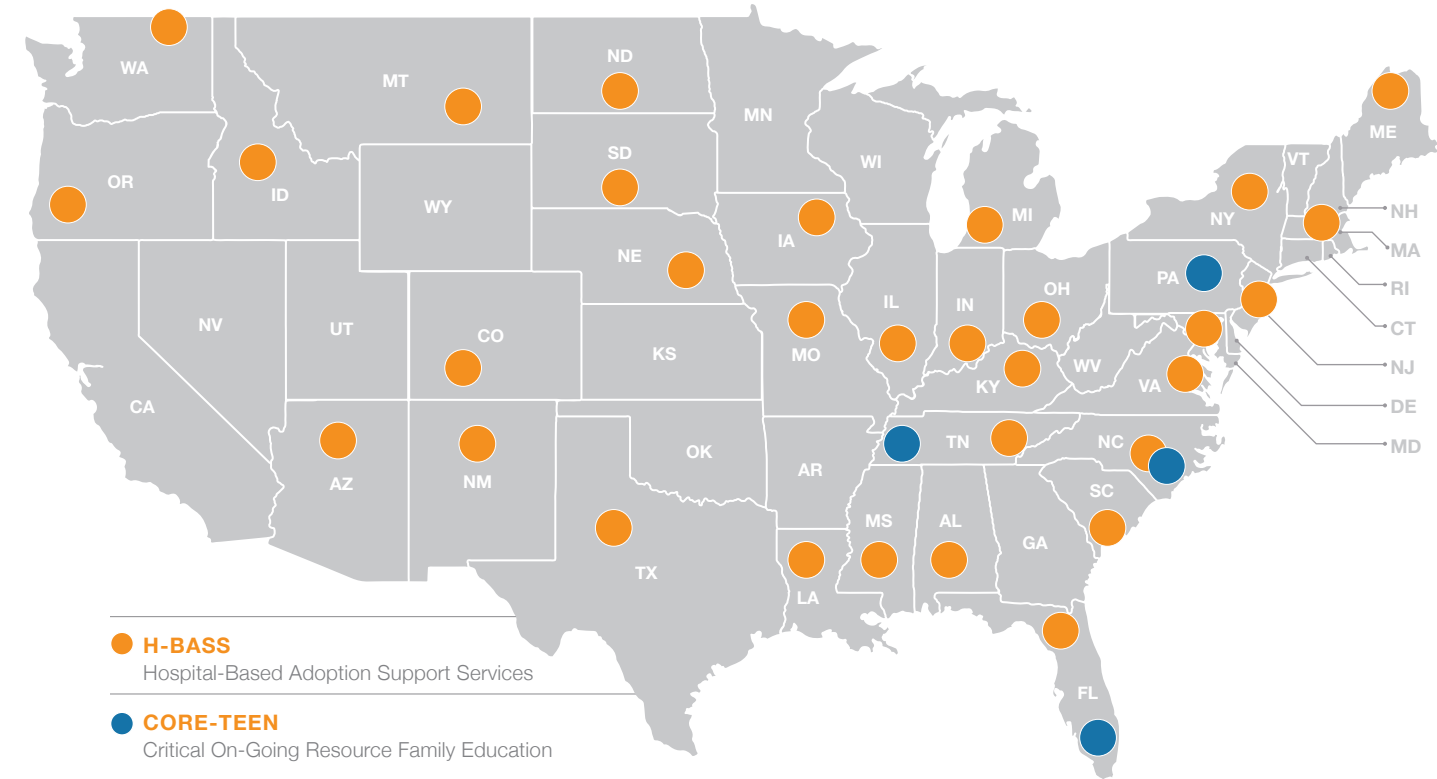 WA
MT
ND
MN
SD
OR
ID
WY
WI
MI
ME
VT
NY
NH
MA
RI
CT
NJ
DE
MD
IA
NE
PA
NV
UT
CO
KS
IL
IN
OH
MO
KY
WV
VA
CA
AZ
NM
OK
AR
TN
NC
SC
MS
AL
GA
TX
LA
FL
H-BASS
Hospital-Based Adoption Support Services
CORE-TEEN
Critical On-Going Resource Family Education